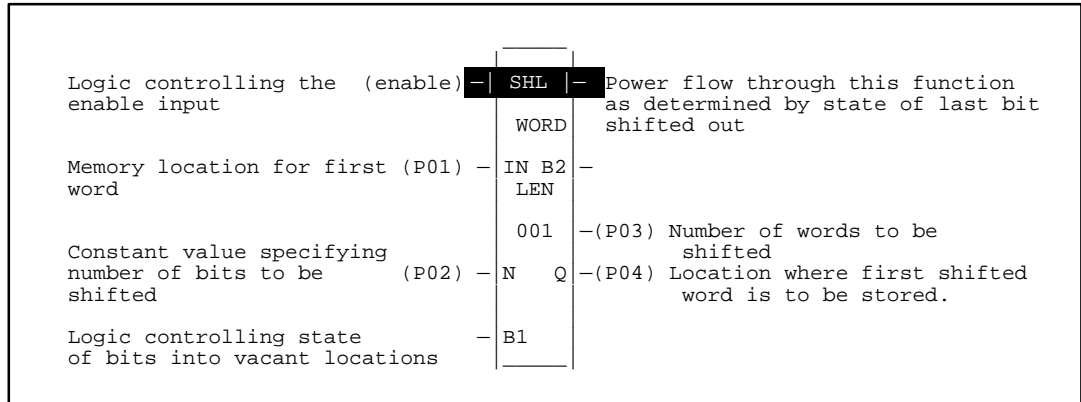 Logic controlling the (enable) —| SHL |— Power flow through this function
enable input as determined by state of last bit
WORD shifted out
Memory location for first (P01) — IN B2 —
word LEN
001 —(P03) Number of words to be
Constant value specifying shifted
number of bits to be (P02) — N Q —(P04) Location where first shifted
shifted word is to be stored.
Logic controlling state — B1
of bits into vacant locations